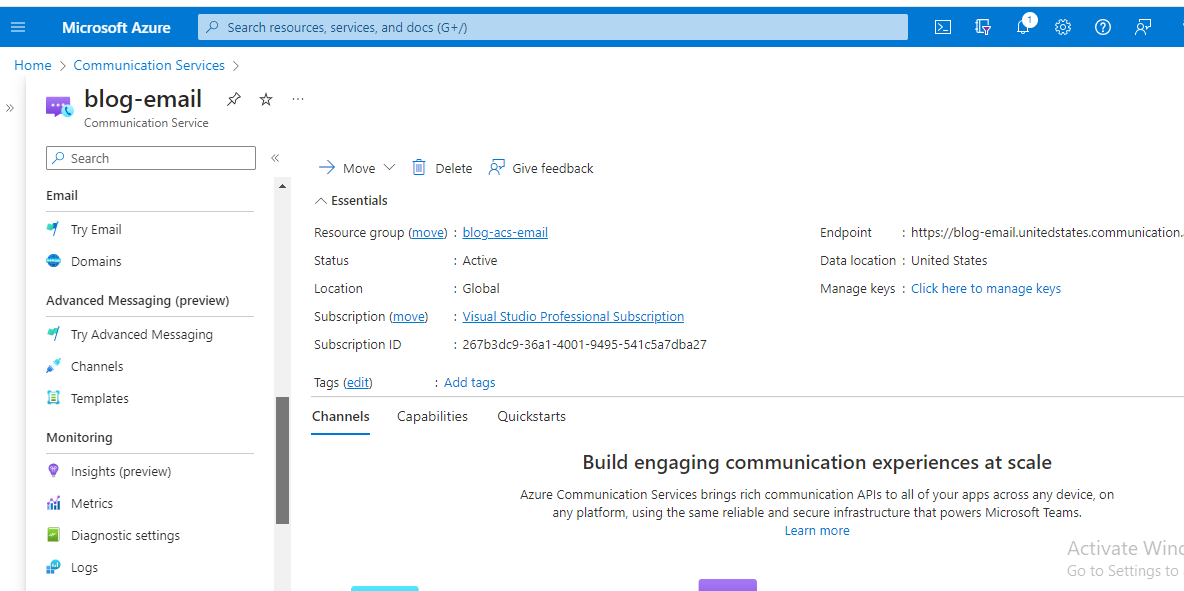 Microsoft Azure
Search resources, services, and docs (G+/)
1
Home > Communication Services >
blog-email
Communication Service
Search
Email
Try Email
Domains
Advanced Messaging (preview)
Try Advanced Messaging
Channels
Templates
Monitoring
Insights (preview)
Metrics
Diagnostic settings
Logs
Move
Delete
Give feedback
Essentials
Resource group (move) : blog-acs-email
Status : Active
Location : Global
Subscription (move) : Visual Studio Professional Subscription
Subscription ID : 267b3dc9-36a1-4001-9495-541c5a7dba27
Tags (edit) : Add tags
Endpoint : https://blog-email.unitedstates.communication.
Data location : United States
Manage keys : Click here to manage keys
Channels Capabilities Quickstarts
Build engaging communication experiences at scale
Azure Communication Services brings rich communication APIs to all of your apps across any device, on
any platform, using the same reliable and secure infrastructure that powers Microsoft Teams.
Learn more
Activate Winc
Go to Settings to